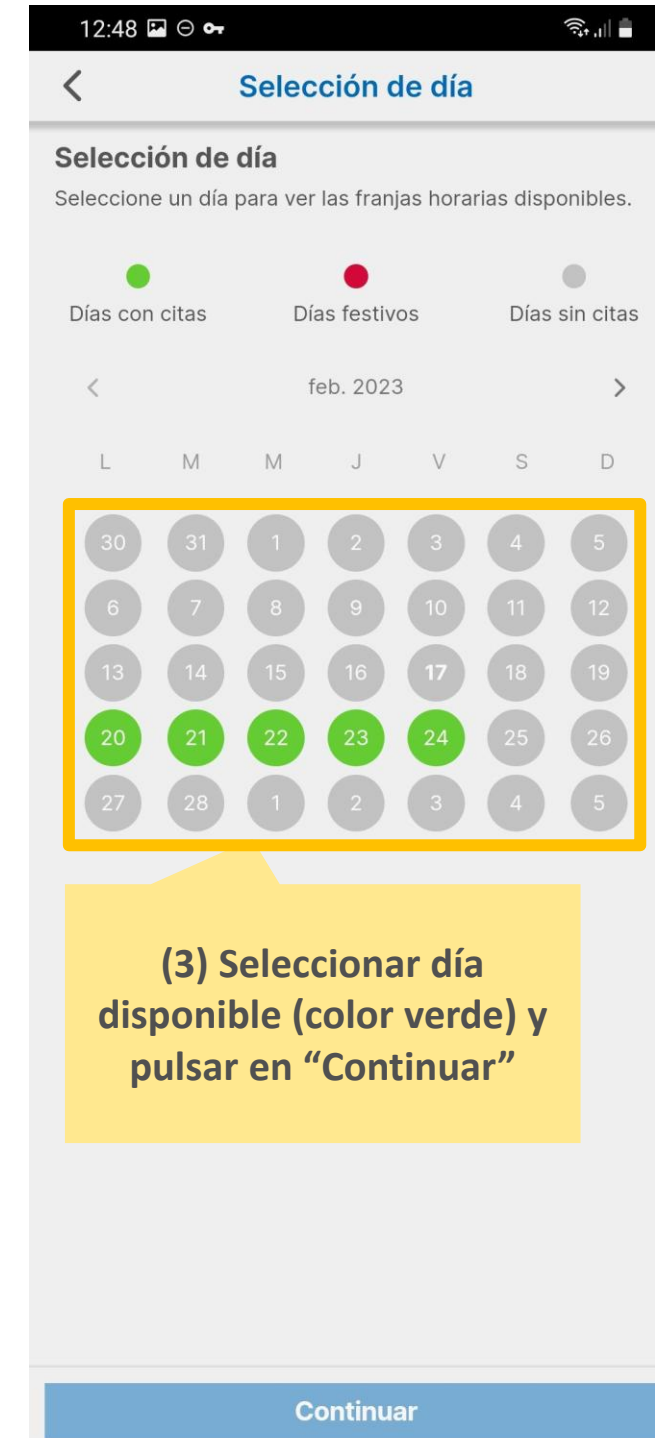 12:48
Selección de día
Selección de día
Seleccione un día para ver las franjas horarias disponibles.
Días con citas Días festivos Días sin citas
< feb. 2023 >
L M M J V S D
30 31 1 2 3 4 5
6 7 8 9 10 11 12
13 14 15 16 17 18 19
20 21 22 23 24 25 26
27 28 1 2 3 4 5
(3) Seleccionar día
disponible (color verde) y
pulsar en “Continuar”
Continuar